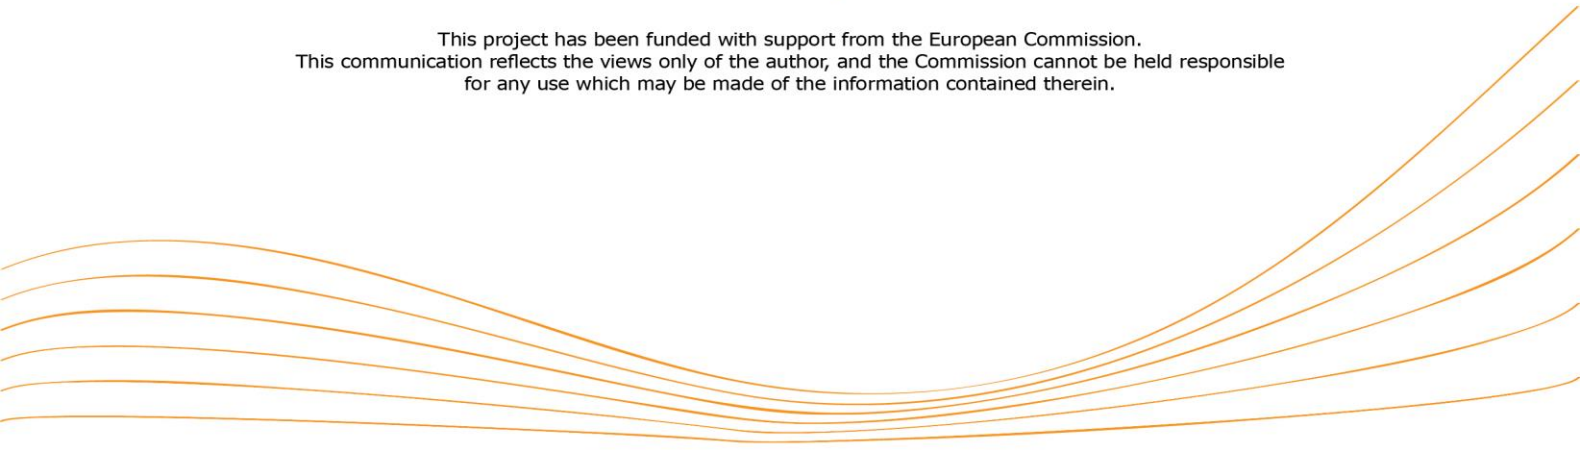 This project has been funded with support from the European Commission.
This communication reflects the views only of the author, and the Commission cannot be held responsible
for any use which may be made of the information contained therein.